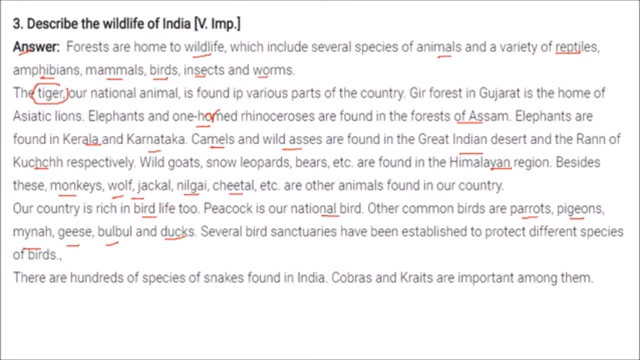 3. Describe the wildlife of India [V. Imp.]
Answer: Forests are home to wildlife, which include several species of animals and a variety of reptiles,
amphibians, mammals, birds, insects and worms.
The tiger, our national animal, is found ip various parts of the country. Gir forest in Gujarat is the home of
Asiatic lions. Elephants and one-horned rhinoceroses are found in the forests of Assam. Elephants are
found in Kerala and Karnataka. Camels and wild asses are found in the Great Indian desert and the Rann of
Kuchchh respectively. Wild goats, snow leopards, bears, etc. are found in the Himalayan region. Besides
these, monkeys, wolf, jackal, nilgai, cheetal, etc. are other animals found in our country.
Our country is rich in bird life too. Peacock is our national bird. Other common birds are parrots, pigeons,
mynah, geese, bulbul and ducks. Several bird sanctuaries have been established to protect different species
of birds.,
There are hundreds of species of snakes found in India. Cobras and Kraits are important among them.